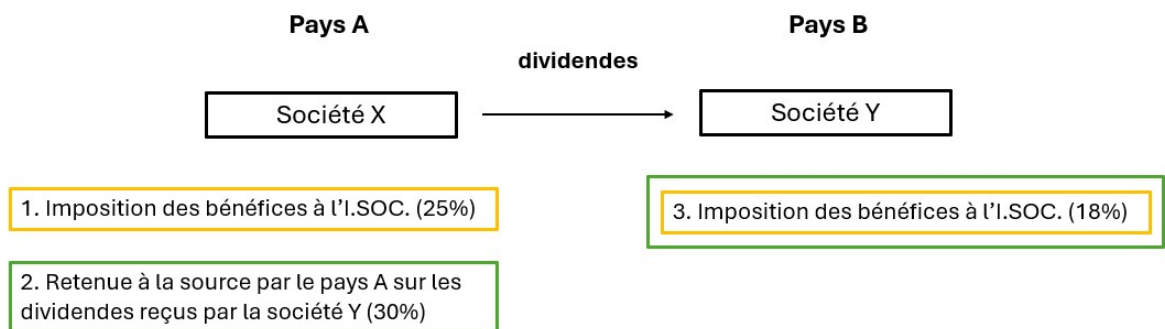 Pays A
Pays B
dividendes
Société X
Société Y
1. Imposition des bénéfices à l’I.SOC. (25%)
3. Imposition des bénéfices à l’I.SOC. (18%)
2. Retenue à la source par le pays A sur les
dividendes reçus par la société Y (30%)